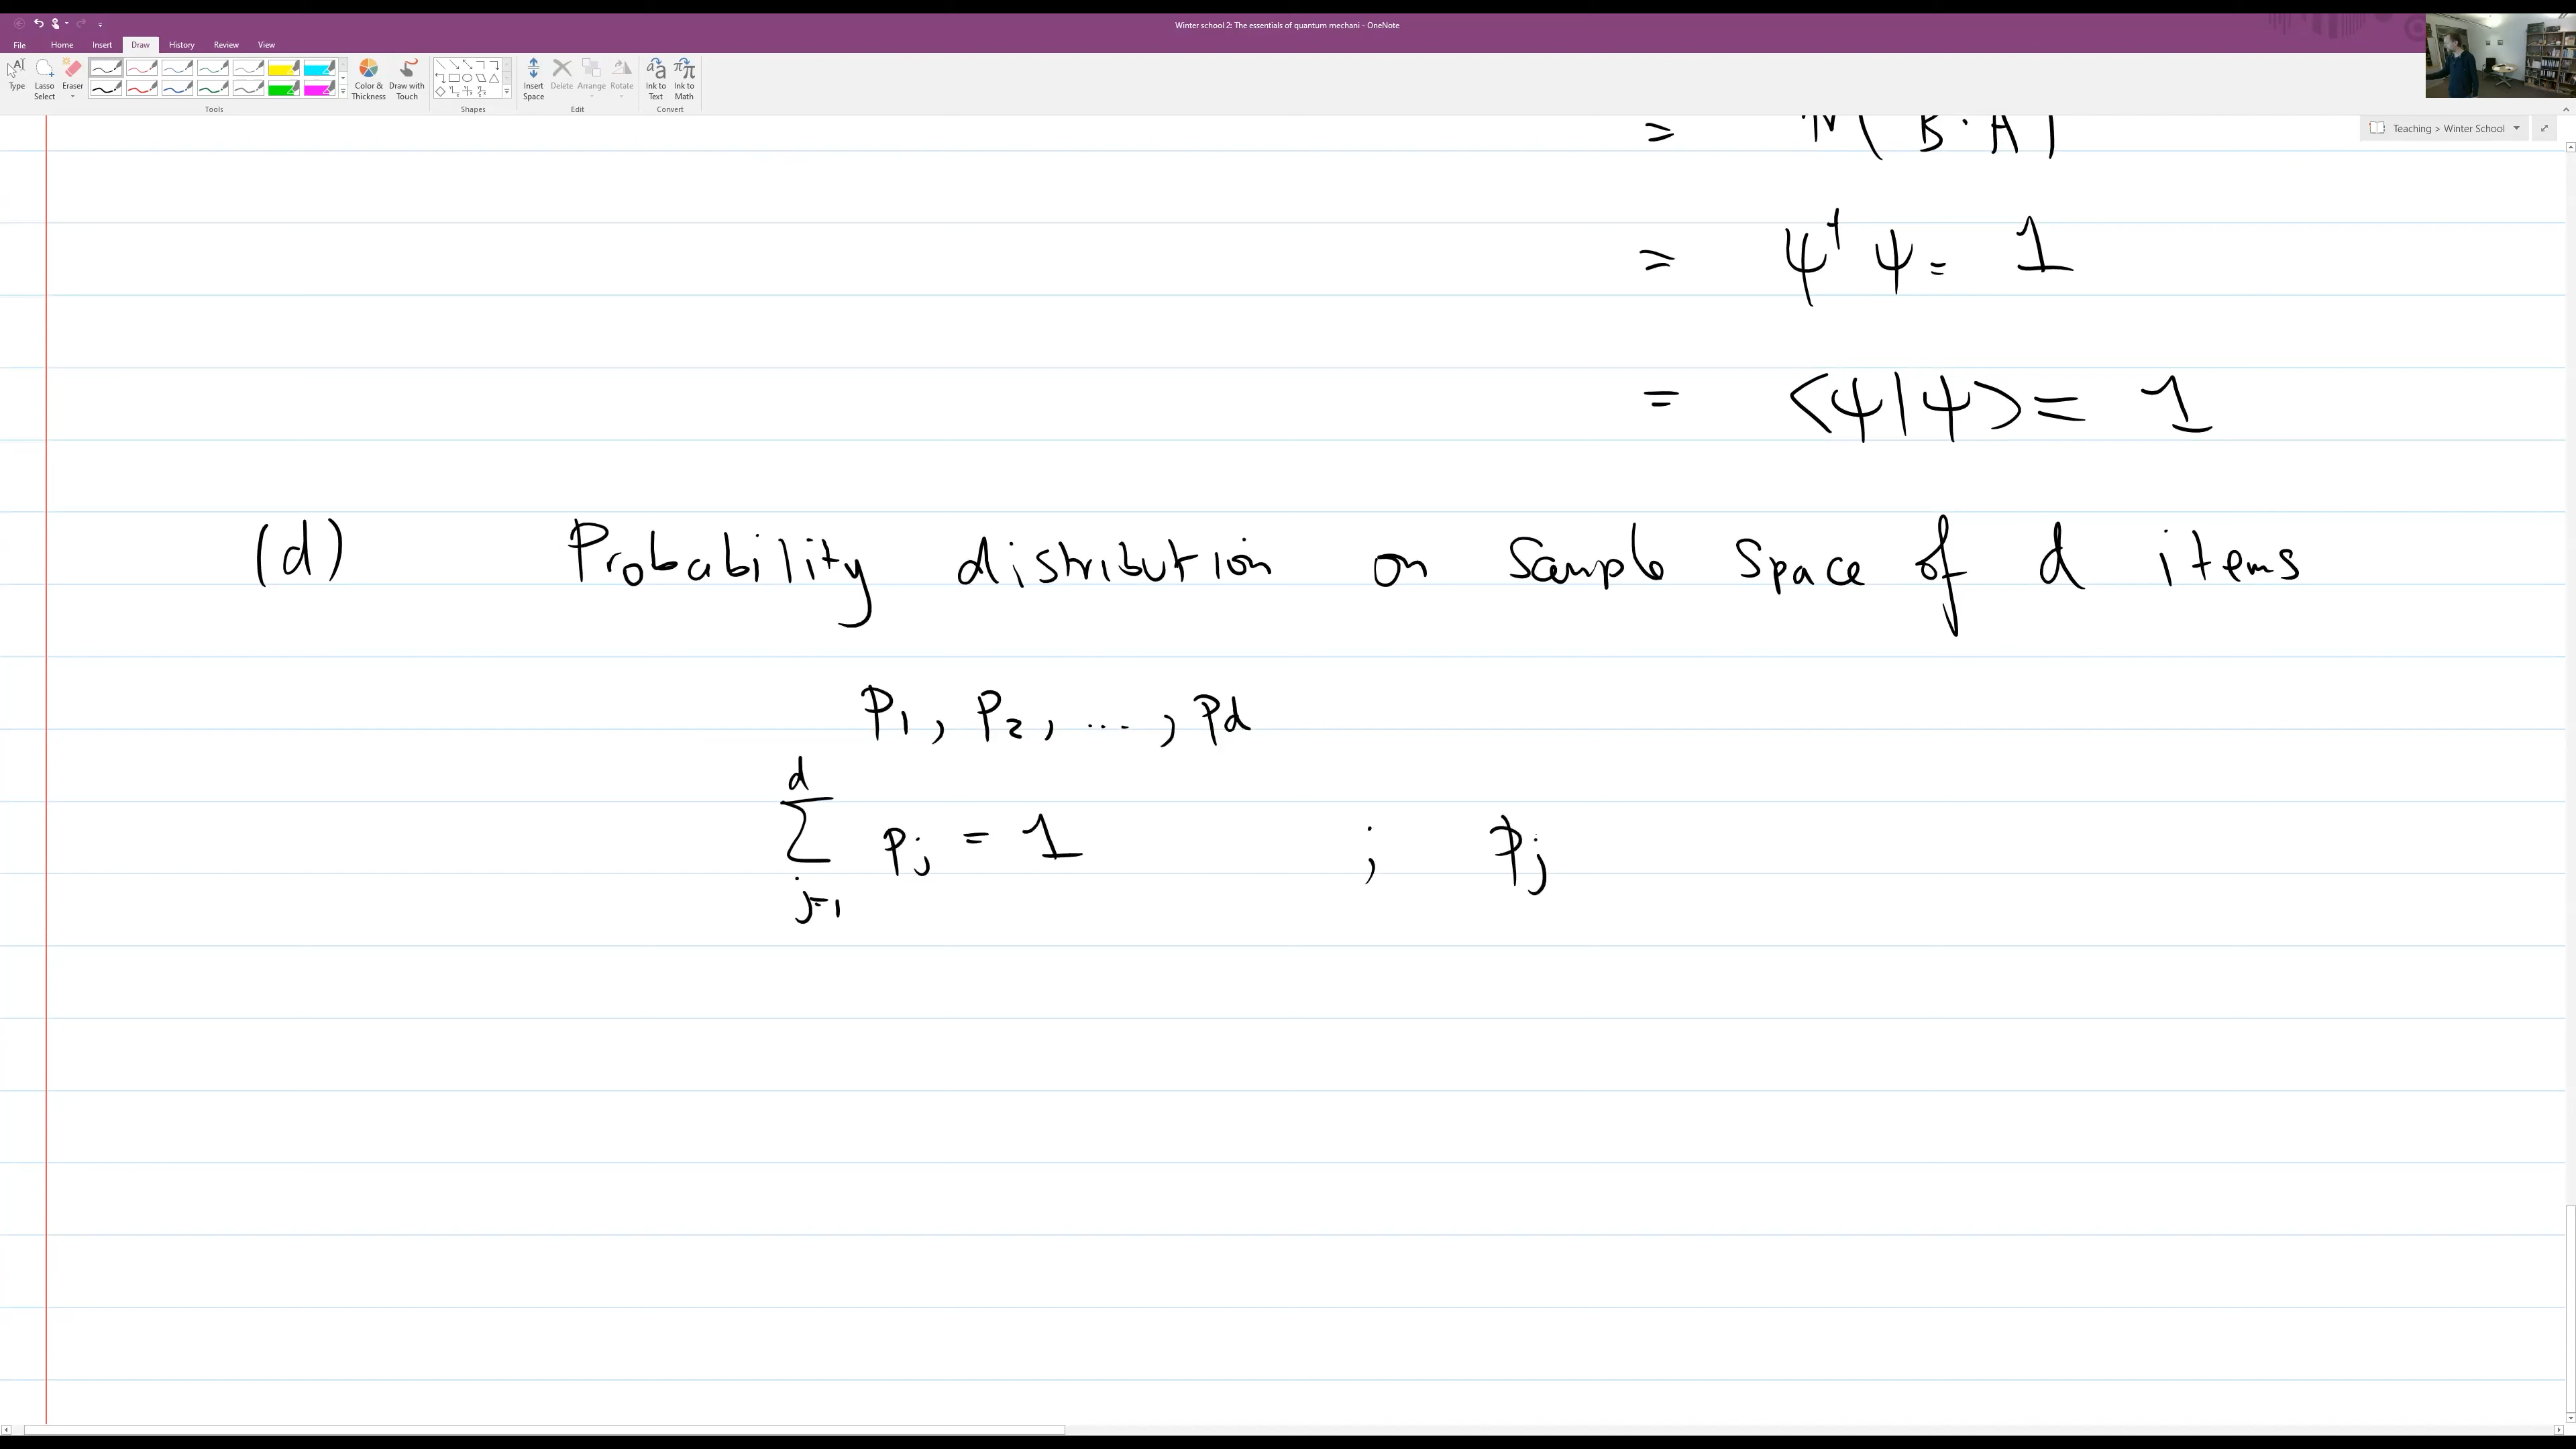 Winter school 2: The essentials of quantum mechani - OneNote
File Home Insert Draw History Review View
Type Lasso Select Eraser Color & Thickness Draw with Touch Insert Space Delete Arrange Rotate Ink to Text Ink to Math
Tools Shapes Edit Convert
Teaching > Winter School
= tr( B · A )
= ψ† ψ = 1
= <ψ|ψ> = 1
(d) Probability distribution on Sample Space of d items
P₁, P₂, ..., pd
d
∑ pj = 1 ; Pj
j=1